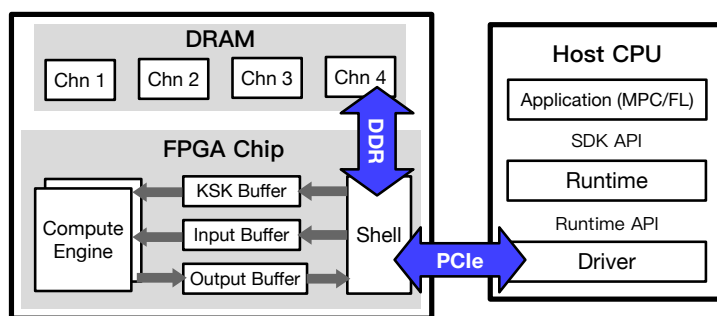 DRAM
Chn 1
Chn 2
Chn 3
Chn 4
DDR
FPGA Chip
KSK Buffer
Compute
Engine
Input Buffer
Output Buffer
Shell
PCIe
Host CPU
Application (MPC/FL)
SDK API
Runtime
Runtime API
Driver